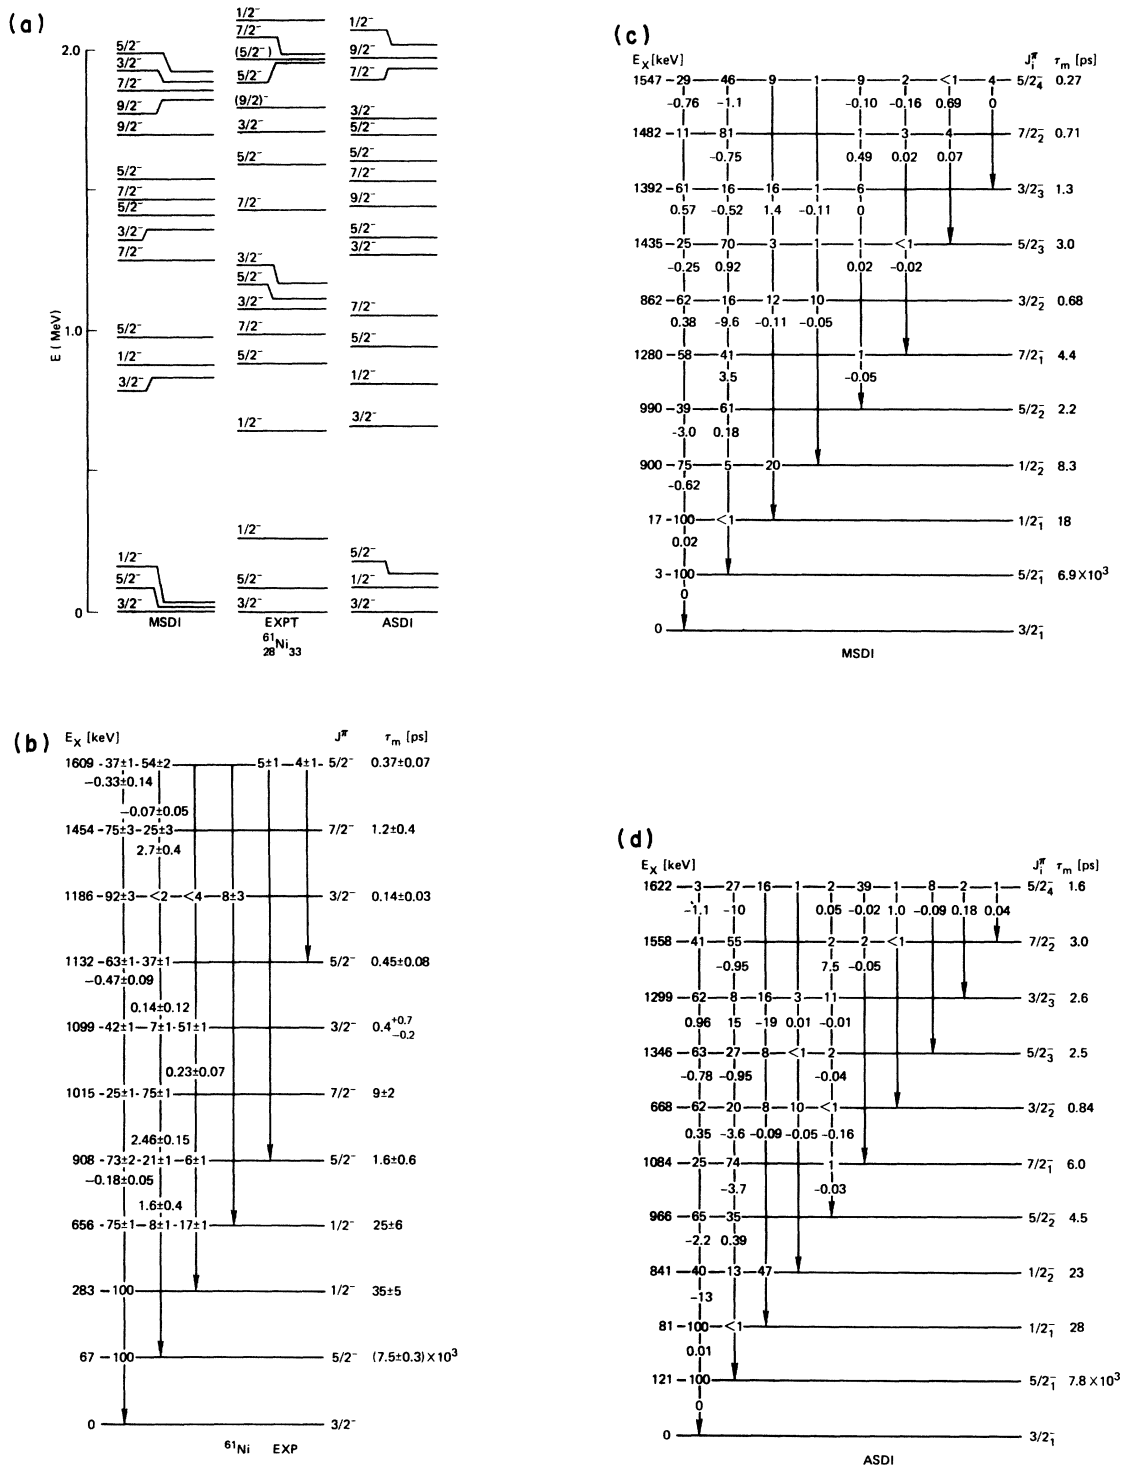 (a)
2.0
1.0
0
E (MeV)
5/2⁻
3/2⁻
7/2⁻
9/2⁻
9/2⁻
5/2⁻
7/2⁻
5/2⁻
3/2⁻
7/2⁻
5/2⁻
1/2⁻
3/2⁻
1/2⁻
5/2⁻
3/2⁻
MSDI
1/2⁻
7/2⁻
(5/2⁻)
5/2⁻
(9/2)⁻
3/2⁻
5/2⁻
7/2⁻
3/2⁻
5/2⁻
3/2⁻
7/2⁻
5/2⁻
1/2⁻
1/2⁻
5/2⁻
3/2⁻
EXPT
⁶¹₂₈Ni₃₃
1/2⁻
9/2⁻
7/2⁻
3/2⁻
5/2⁻
5/2⁻
7/2⁻
9/2⁻
5/2⁻
3/2⁻
7/2⁻
5/2⁻
1/2⁻
3/2⁻
5/2⁻
1/2⁻
3/2⁻
ASDI
(b)
Eₓ [keV] Jᵖⁱ τₘ [ps]
1609 37±1 54±2 5±1 4±1 5/2⁻ 0.37±0.07
−0.33±0.14
−0.07±0.05
1454 75±3 25±3 7/2⁻ 1.2±0.4
2.7±0.4
1186 92±3 <2 <4 8±3 3/2⁻ 0.14±0.03
1132 63±1 37±1 5/2⁻ 0.45±0.08
−0.47±0.09
0.14±0.12
1099 42±1 7±1 51±1 3/2⁻ 0.4+0.7−0.2
0.23±0.07
1015 25±1 75±1 7/2⁻ 9±2
2.46±0.15
908 73±2 21±1 6±1 5/2⁻ 1.6±0.6
−0.18±0.05
1.6±0.4
656 75±1 8±1 17±1 1/2⁻ 25±6
283 100 1/2⁻ 35±5
67 100 5/2⁻ (7.5±0.3)×10³
0 3/2⁻
⁶¹Ni EXP
(c)
Eₓ [keV] Jᵢπ τₘ [ps]
1547 29 46 9 1 9 2 <1 4 5/2₄⁻ 0.27
−0.76 −1.1 −0.10 −0.16 0.69 0
1482 11 81 1 3 4 7/2₂⁻ 0.71
−0.75 0.49 0.02 0.07
1392 61 16 16 1 6 3/2₃⁻ 1.3
0.57 −0.52 1.4 −0.11 0
1435 25 70 3 1 1 <1 5/2₃⁻ 3.0
−0.25 0.92 0.02 −0.02
862 62 16 12 10 3/2₂⁻ 0.68
0.38 −9.6 −0.11 −0.05
1280 58 41 1 7/2₁⁻ 4.4
3.5 −0.05
990 39 61 5/2₂⁻ 2.2
−3.0 0.18
900 75 5 20 1/2₂⁻ 8.3
−0.62
17 100 <1 1/2₁⁻ 18
0.02
3 100 5/2₁⁻ 6.9×10³
0
0 3/2₁⁻
MSDI
(d)
Eₓ [keV] Jᵢπ τₘ [ps]
1622 3 27 16 1 2 39 1 8 2 1 5/2₄⁻ 1.6
−1.1 −10 0.05 −0.02 1.0 −0.09 0.18 0.04
1558 41 55 2 2 <1 7/2₂⁻ 3.0
−0.95 7.5 −0.05
1299 62 8 16 3 11 3/2₃⁻ 2.6
0.96 15 −19 0.01 −0.01
1346 63 27 8 <1 2 5/2₃⁻ 2.5
−0.78 −0.95 −0.04
668 62 20 8 10 <1 3/2₂⁻ 0.84
0.35 −3.6 −0.09 −0.05 −0.16
1084 25 74 1 7/2₁⁻ 6.0
−3.7 −0.03
966 65 35 5/2₂⁻ 4.5
−2.2 0.39
841 40 13 47 1/2₂⁻ 23
−13
81 100 <1 1/2₁⁻ 28
0.01
121 100 5/2₁⁻ 7.8×10³
0
0 3/2₁⁻
ASDI